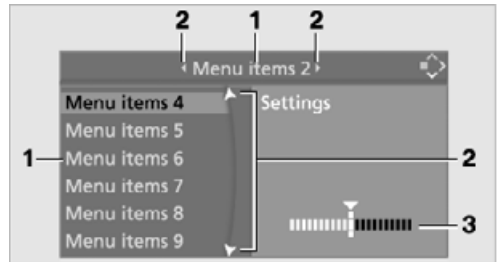 2 1 2
Menu items 2
Menu items 4 Settings
Menu items 5
1 Menu items 6 2
Menu items 7
Menu items 8 3
Menu items 9